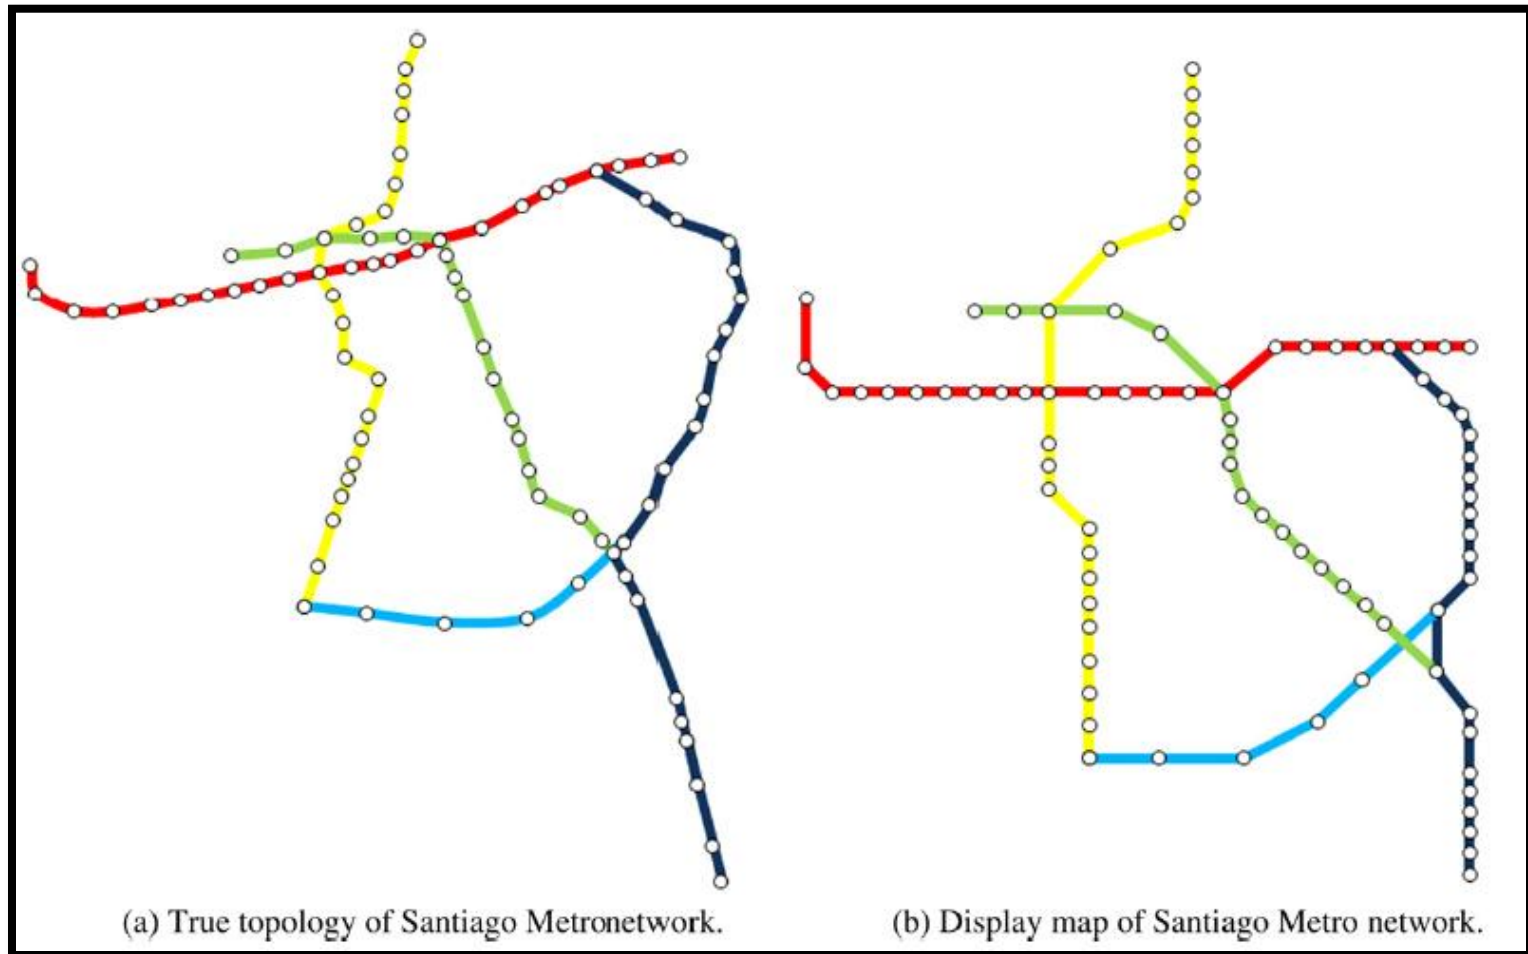 (a) True topology of Santiago Metronetwork.
(b) Display map of Santiago Metro network.